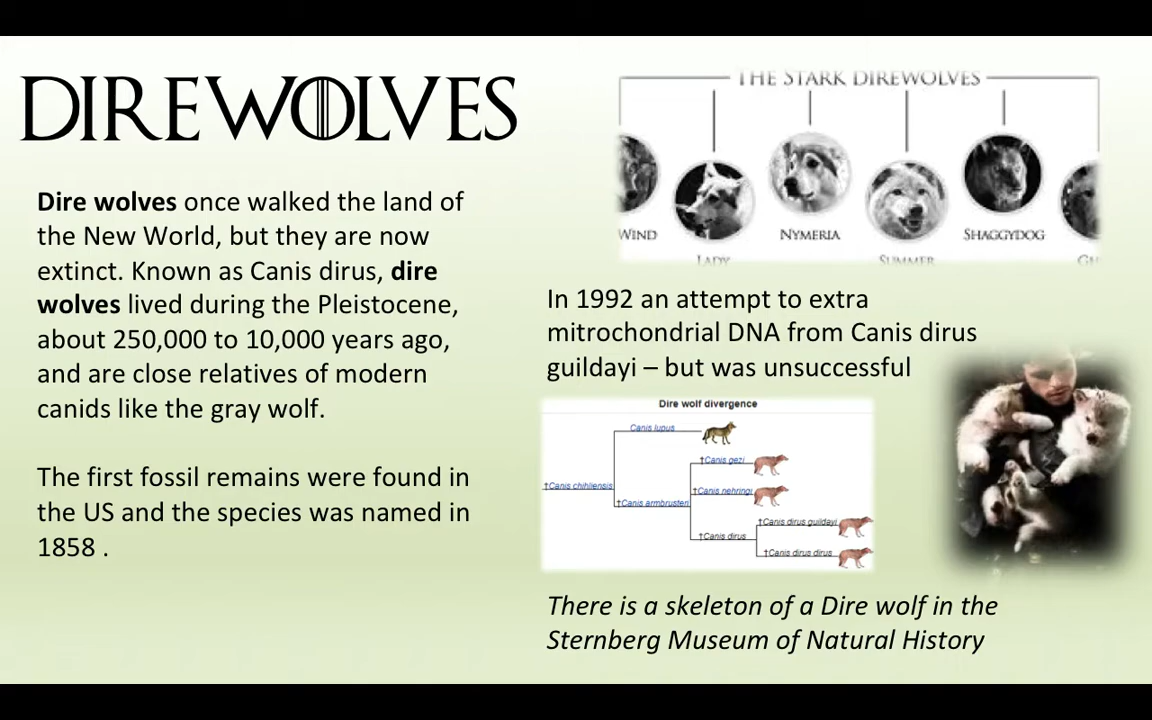 DIREWOLVES
Dire wolves once walked the land of
the New World, but they are now
extinct. Known as Canis dirus, dire
wolves lived during the Pleistocene,
about 250,000 to 10,000 years ago,
and are close relatives of modern
canids like the gray wolf.
The first fossil remains were found in
the US and the species was named in
1858 .
THE STARK DIREWOLVES
WIND
LADY
NYMERIA
SUMMER
SHAGGYDOG
In 1992 an attempt to extra
mitrochondrial DNA from Canis dirus
guildayi – but was unsuccessful
Dire wolf divergence
Canis lupus
†Canis gezi
†Canis chihliensis
†Canis nehringi
†Canis armbrusteri
†Canis dirus guildayi
†Canis dirus
†Canis dirus dirus
There is a skeleton of a Dire wolf in the
Sternberg Museum of Natural History